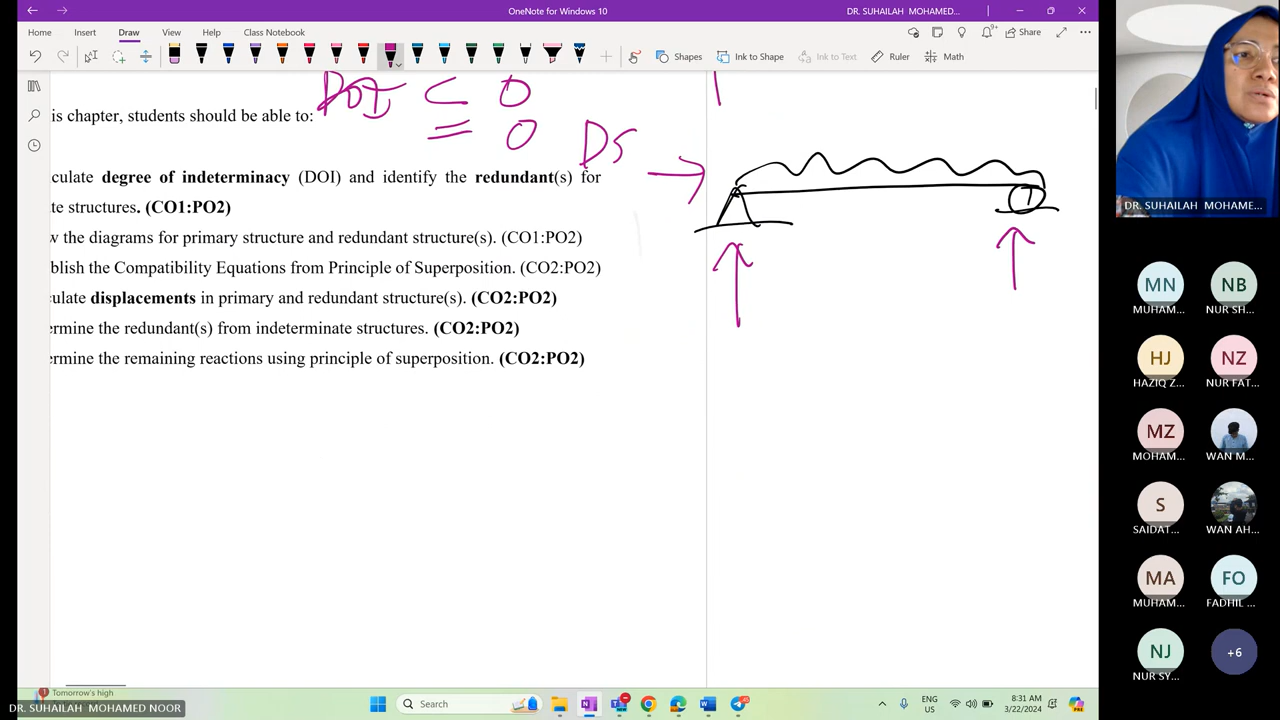 OneNote for Windows 10
DR. SUHAILAH MOHAMED...
Home Insert Draw View Help Class Notebook
Share
Shapes
Ink to Shape
Ink to Text
Ruler
Math
DOI < 0
= 0
DS
is chapter, students should be able to:
culate degree of indeterminacy (DOI) and identify the redundant(s) for
te structures. (CO1:PO2)
w the diagrams for primary structure and redundant structure(s). (CO1:PO2)
blish the Compatibility Equations from Principle of Superposition. (CO2:PO2)
culate displacements in primary and redundant structure(s). (CO2:PO2)
ermine the redundant(s) from indeterminate structures. (CO2:PO2)
ermine the remaining reactions using principle of superposition. (CO2:PO2)
DR. SUHAILAH MOHAME...
MN
MUHAM...
NB
NUR SH...
HJ
HAZIQ Z...
NZ
NUR FAT...
MZ
MOHAM...
WAN M...
S
SAIDAT...
WAN AH...
MA
MUHAM...
FO
FADHIL ...
NJ
NUR SY...
+6
1
Tomorrow's high
DR. SUHAILAH MOHAMED NOOR
Search
ENG
US
8:31 AM
3/22/2024